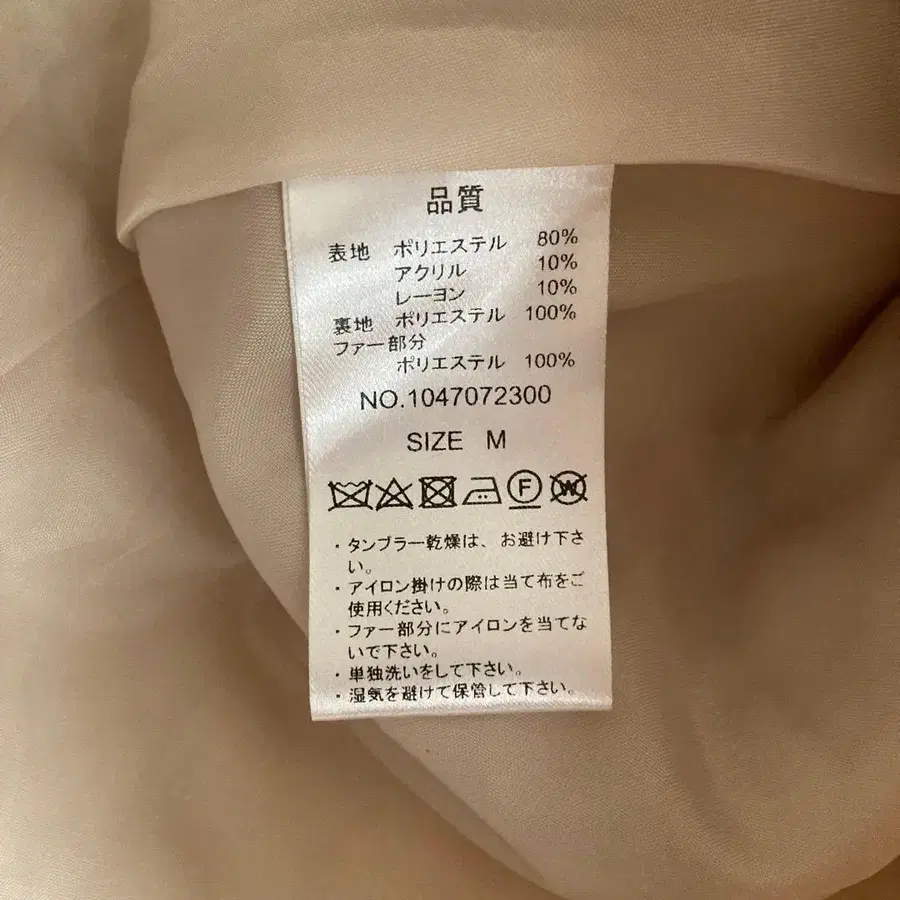 品質
表地 ポリエステル 80%
アクリル 10%
レーヨン 10%
裏地 ポリエステル 100%
ファー部分
ポリエステル 100%
NO.1047072300
SIZE M
F W
・タンブラー乾燥は、お避け下さ
い。
・アイロン掛けの際は当て布をご
使用ください。
・ファー部分にアイロンを当てな
いで下さい。
・単独洗いをして下さい。
・湿気を避けて保管して下さい。